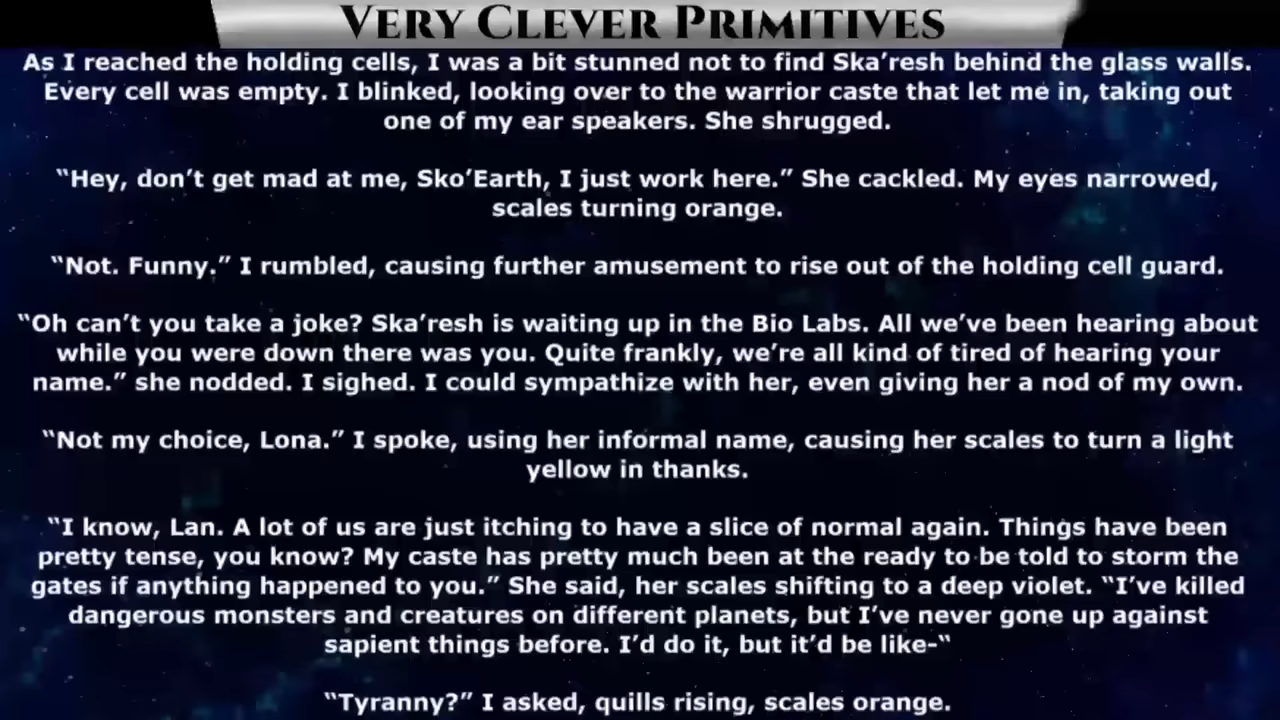 VERY CLEVER PRIMITIVES
As I reached the holding cells, I was a bit stunned not to find Ska’resh behind the glass walls.
Every cell was empty. I blinked, looking over to the warrior caste that let me in, taking out
one of my ear speakers. She shrugged.
“Hey, don’t get mad at me, Sko’Earth, I just work here.” She cackled. My eyes narrowed,
scales turning orange.
“Not. Funny.” I rumbled, causing further amusement to rise out of the holding cell guard.
“Oh can’t you take a joke? Ska’resh is waiting up in the Bio Labs. All we’ve been hearing about
while you were down there was you. Quite frankly, we’re all kind of tired of hearing your
name.” she nodded. I sighed. I could sympathize with her, even giving her a nod of my own.
“Not my choice, Lona.” I spoke, using her informal name, causing her scales to turn a light
yellow in thanks.
“I know, Lan. A lot of us are just itching to have a slice of normal again. Things have been
pretty tense, you know? My caste has pretty much been at the ready to be told to storm the
gates if anything happened to you.” She said, her scales shifting to a deep violet. “I’ve killed
dangerous monsters and creatures on different planets, but I’ve never gone up against
sapient things before. I’d do it, but it’d be like-“
“Tyranny?” I asked, quills rising, scales orange.